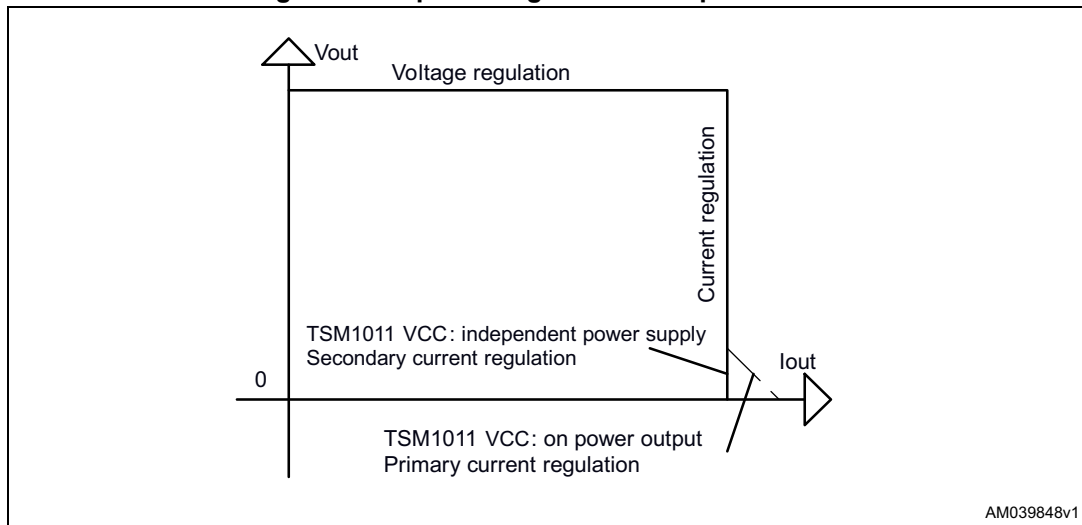 Vout
Voltage regulation
Current regulation
TSM1011 VCC: independent power supply
Secondary current regulation
Iout
0
TSM1011 VCC: on power output
Primary current regulation
AM039848v1